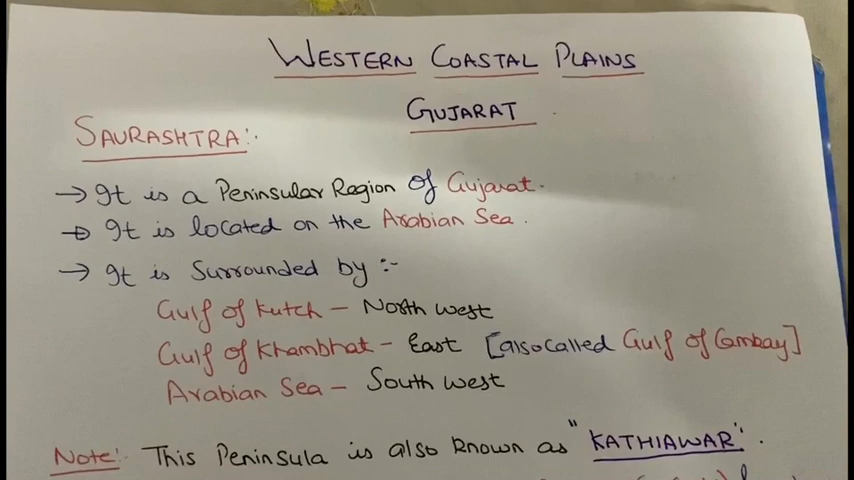 WESTERN COASTAL PLAINS
GUJARAT
SAURASHTRA:-
→ It is a Peninsular Region of Gujarat.
→ It is located on the Arabian Sea.
→ It is Surrounded by :-
Gulf of Kutch - North West
Gulf of Khambhat - East [also called Gulf of Cambay]
Arabian Sea - South West
Note:- This Peninsula is also known as "KATHIAWAR".